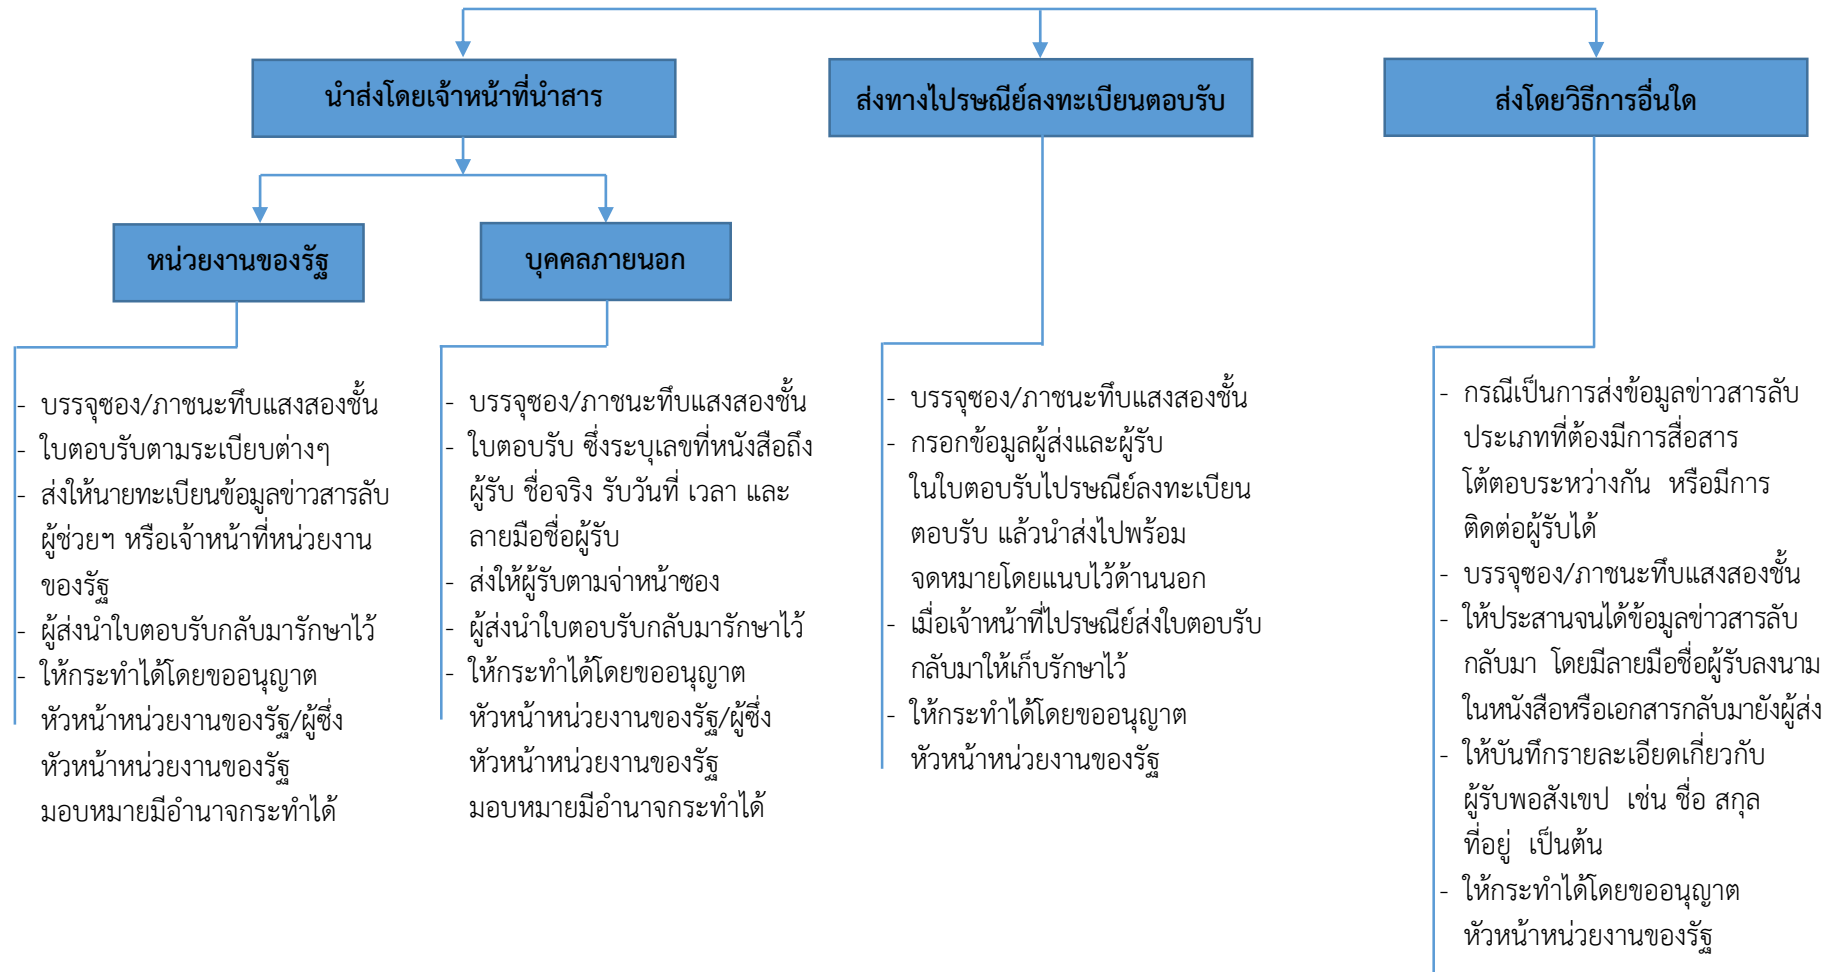 นำส่งโดยเจ้าหน้าที่นำสาร
ส่งทางไปรษณีย์ลงทะเบียนตอบรับ
ส่งโดยวิธีการอื่นใด
หน่วยงานของรัฐ
บุคคลภายนอก
- บรรจุซอง/ภาชนะทึบแสงสองชั้น
- ใบตอบรับตามระเบียบต่างๆ
- ส่งให้นายทะเบียนข้อมูลข่าวสารลับ
ผู้ช่วยฯ หรือเจ้าหน้าที่หน่วยงาน
ของรัฐ
- ผู้ส่งนำใบตอบรับกลับมารักษาไว้
- ให้กระทำได้โดยขออนุญาต
หัวหน้าหน่วยงานของรัฐ/ผู้ซึ่ง
หัวหน้าหน่วยงานของรัฐ
มอบหมายมีอำนาจกระทำได้
- บรรจุซอง/ภาชนะทึบแสงสองชั้น
- ใบตอบรับ ซึ่งระบุเลขที่หนังสือถึง
ผู้รับ ชื่อจริง รับวันที่ เวลา และ
ลายมือชื่อผู้รับ
- ส่งให้ผู้รับตามจ่าหน้าซอง
- ผู้ส่งนำใบตอบรับกลับมารักษาไว้
- ให้กระทำได้โดยขออนุญาต
หัวหน้าหน่วยงานของรัฐ/ผู้ซึ่ง
หัวหน้าหน่วยงานของรัฐ
มอบหมายมีอำนาจกระทำได้
- บรรจุซอง/ภาชนะทึบแสงสองชั้น
- กรอกข้อมูลผู้ส่งและผู้รับ
ในใบตอบรับไปรษณีย์ลงทะเบียน
ตอบรับ แล้วนำส่งไปพร้อม
จดหมายโดยแนบไว้ด้านนอก
- เมื่อเจ้าหน้าที่ไปรษณีย์ส่งใบตอบรับ
กลับมาให้เก็บรักษาไว้
- ให้กระทำได้โดยขออนุญาต
หัวหน้าหน่วยงานของรัฐ
- กรณีเป็นการส่งข้อมูลข่าวสารลับ
ประเภทที่ต้องมีการสื่อสาร
โต้ตอบระหว่างกัน หรือมีการ
ติดต่อผู้รับได้
- บรรจุซอง/ภาชนะทึบแสงสองชั้น
- ให้ประสานจนได้ข้อมูลข่าวสารลับ
กลับมา โดยมีลายมือชื่อผู้รับลงนาม
ในหนังสือหรือเอกสารกลับมายังผู้ส่ง
- ให้บันทึกรายละเอียดเกี่ยวกับ
ผู้รับพอสังเขป เช่น ชื่อ สกุล
ที่อยู่ เป็นต้น
- ให้กระทำได้โดยขออนุญาต
หัวหน้าหน่วยงานของรัฐ